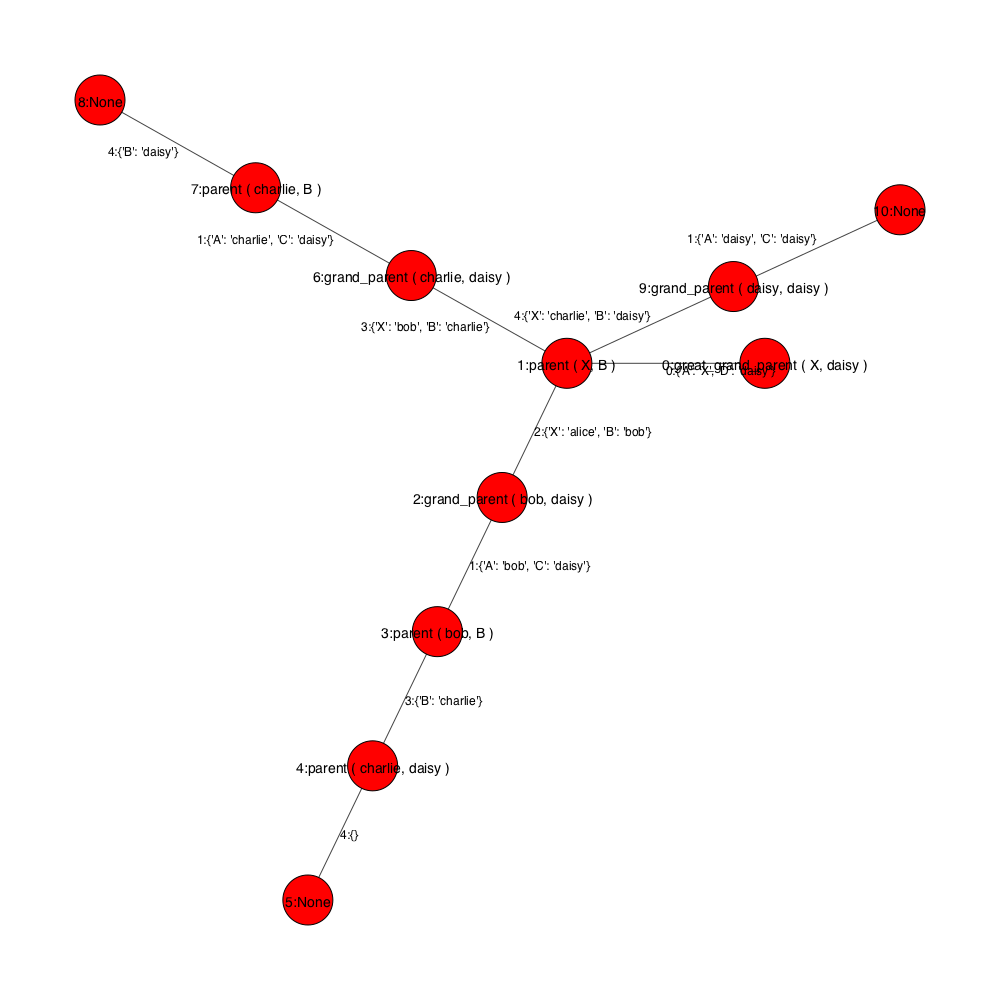 8:None
4:{'B': 'daisy'}
7:parent ( charlie, B )
10:None
1:{'A': 'charlie', 'C': 'daisy'}
1:{'A': 'daisy', 'C': 'daisy'}
6:grand_parent ( charlie, daisy )
9:grand_parent ( daisy, daisy )
4:{'X': 'charlie', 'B': 'daisy'}
3:{'X': 'bob', 'B': 'charlie'}
1:parent ( X, B )
0:great_grand_parent ( X, daisy )
0:{'A': 'X', 'D': 'daisy'}
2:{'X': 'alice', 'B': 'bob'}
2:grand_parent ( bob, daisy )
1:{'A': 'bob', 'C': 'daisy'}
3:parent ( bob, B )
3:{'B': 'charlie'}
4:parent ( charlie, daisy )
4:{}
5:None